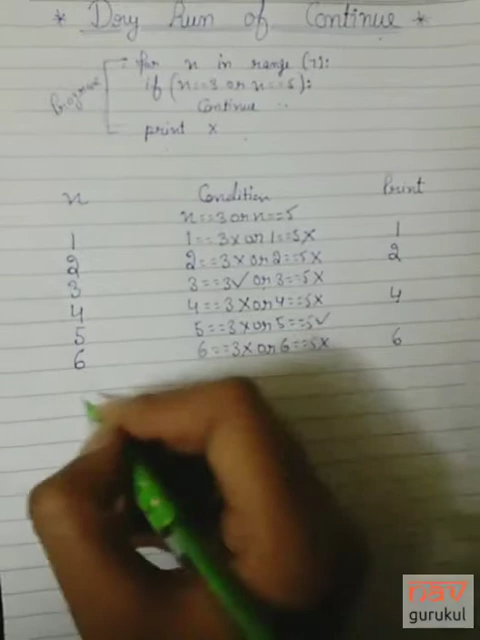 * Dry Run of Continue *
Program
for x in range (7):
if (x==3 or x==5):
Continue
print x
x Condition Print
x==3 or x==5
1 1==3× or 1==5× 1
2 2==3× or 2==5× 2
3 3==3✓ or 3==5×
4 4==3× or 4==5× 4
5 5==3× or 5==5✓
6 6==3× or 6==5× 6
nav
gurukul